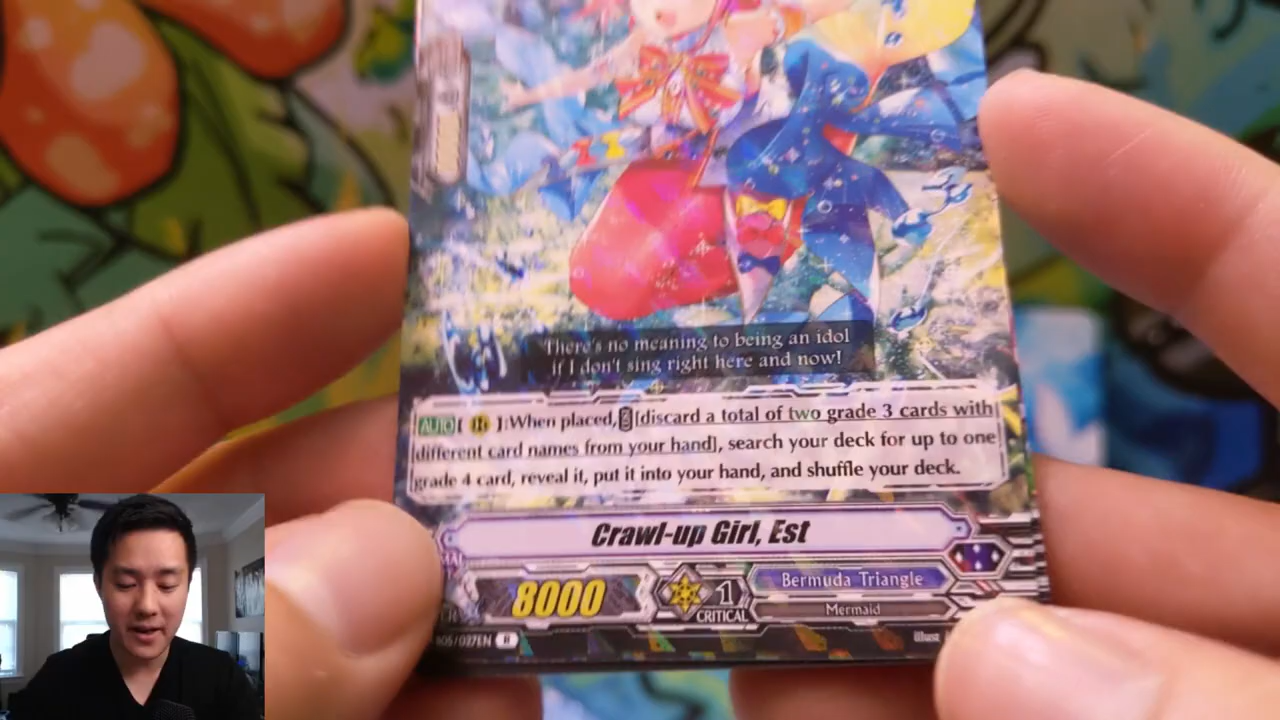 There's no meaning to being an idol
if I don't sing right here and now!
AUTO[ ]:When placed, [discard a total of two grade 3 cards with
different card names from your hand], search your deck for up to one
grade 4 card, reveal it, put it into your hand, and shuffle your deck.
Crawl-up Girl, Est
8000
1
CRITICAL
Bermuda Triangle
Mermaid
B05/027EN R
Illust